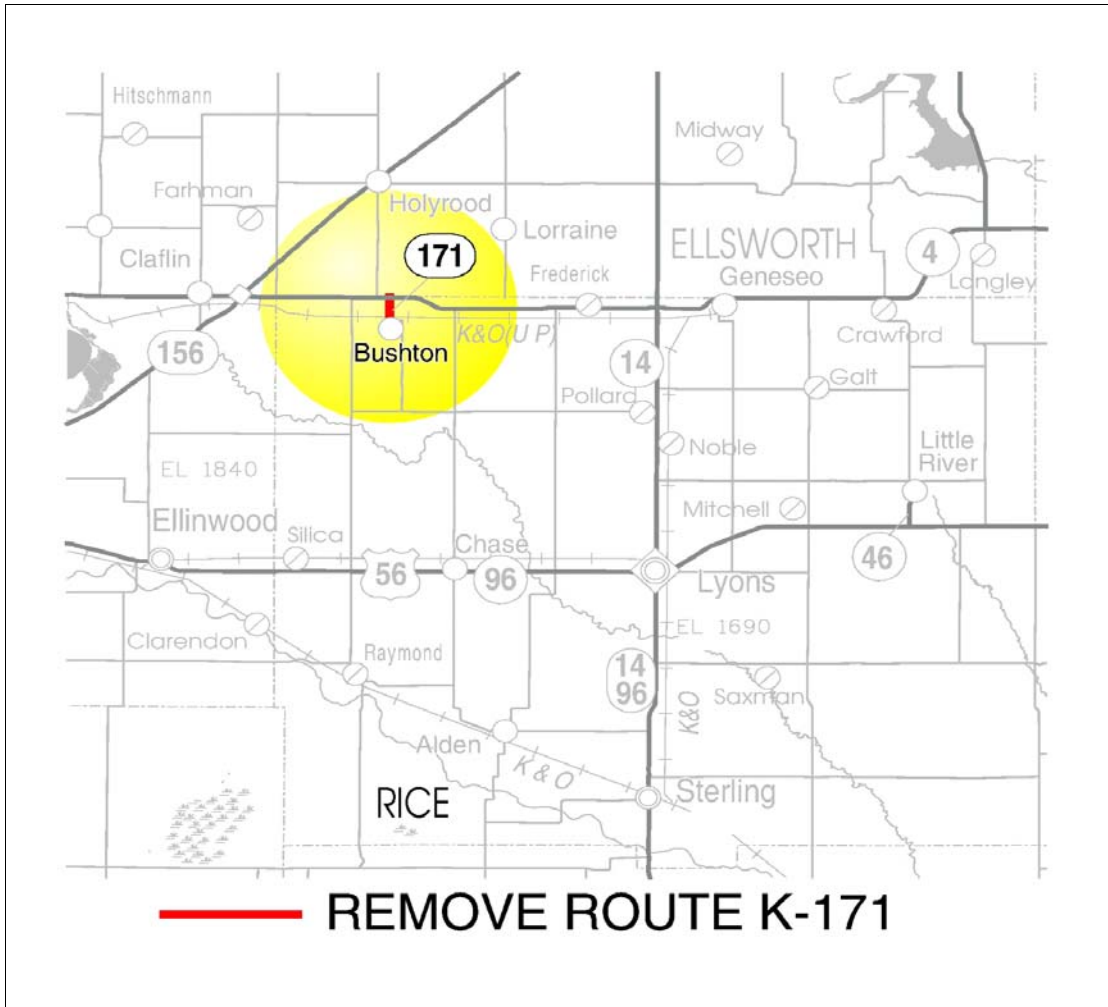 Hitschmann
Midway
Farhman
Holyrood
Lorraine
171
ELLSWORTH
4
Claflin
Frederick
Geneseo
Langley
K&O(U P)
Bushton
156
14
Crawford
Galt
Pollard
Noble
Little
River
EL 1840
Mitchell
Ellinwood
Silica
Chase
56
96
46
Lyons
EL 1690
Clarendon
Raymond
14
96
Saxman
K&O
Alden
K & O
RICE
Sterling
REMOVE ROUTE K-171